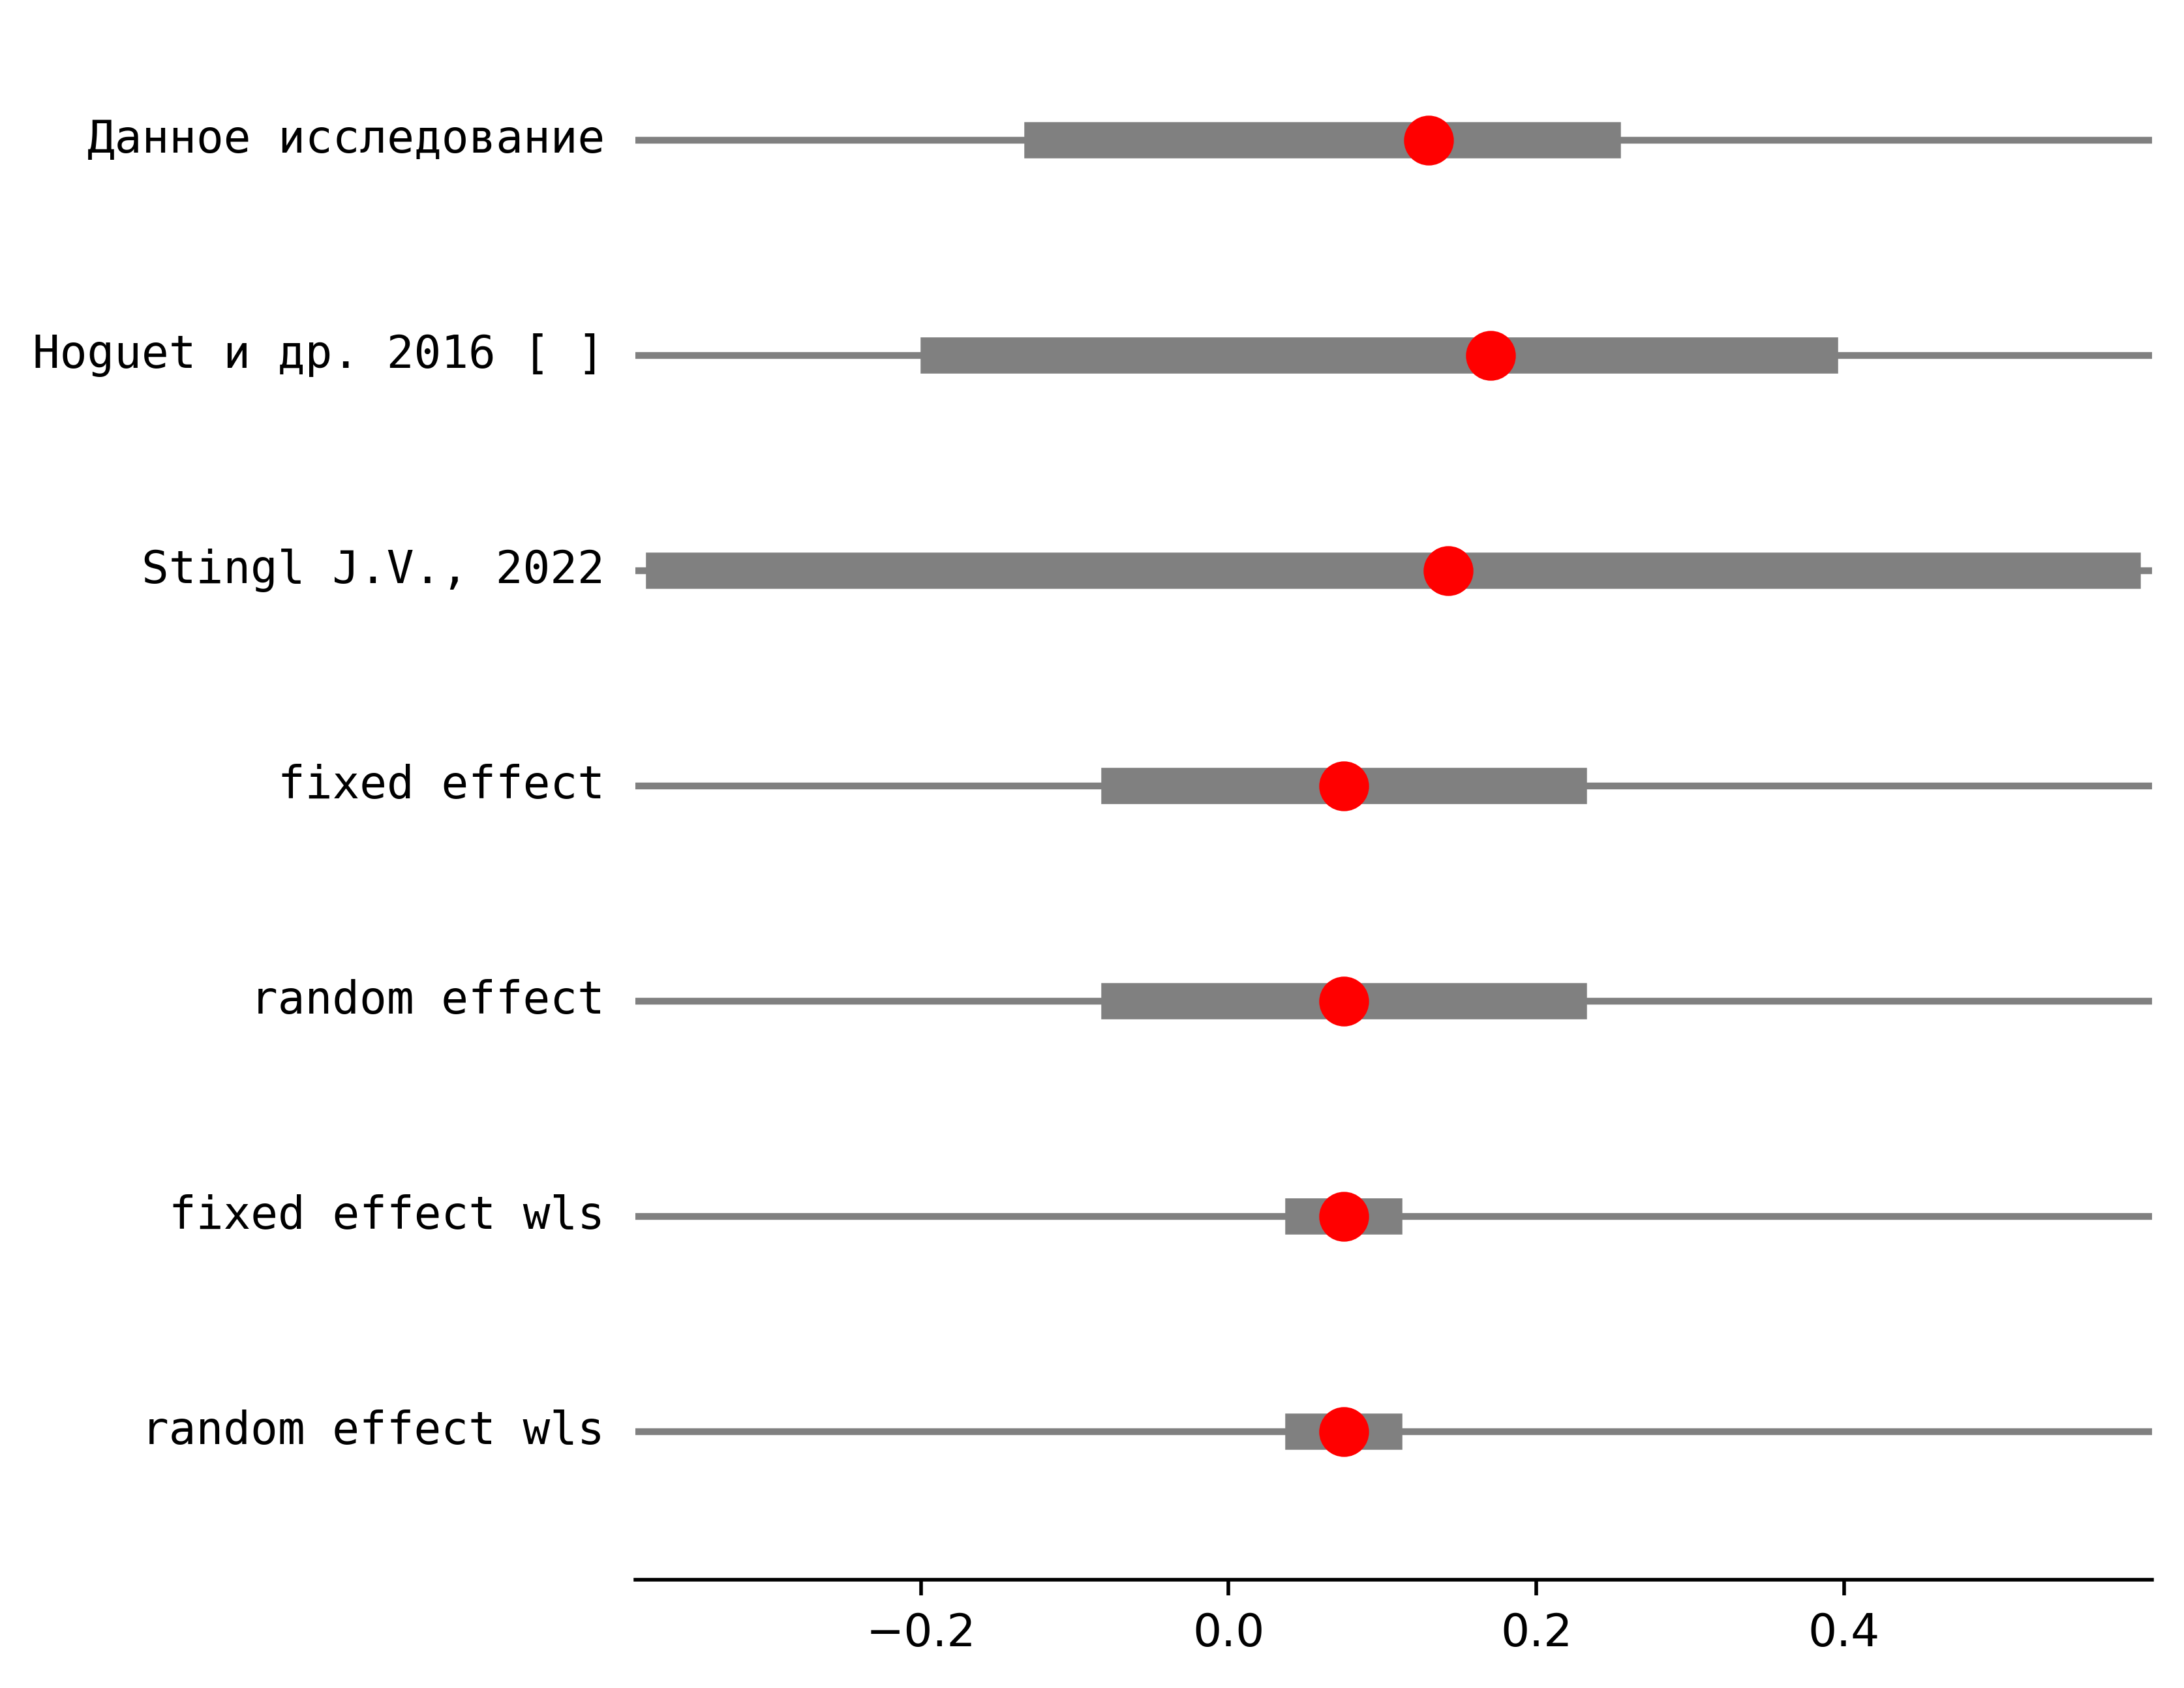 Данное исследование
Hoguet и др. 2016 [ ]
Stingl J.V., 2022
fixed effect
random effect
fixed effect wls
random effect wls
−0.2 0.0 0.2 0.4